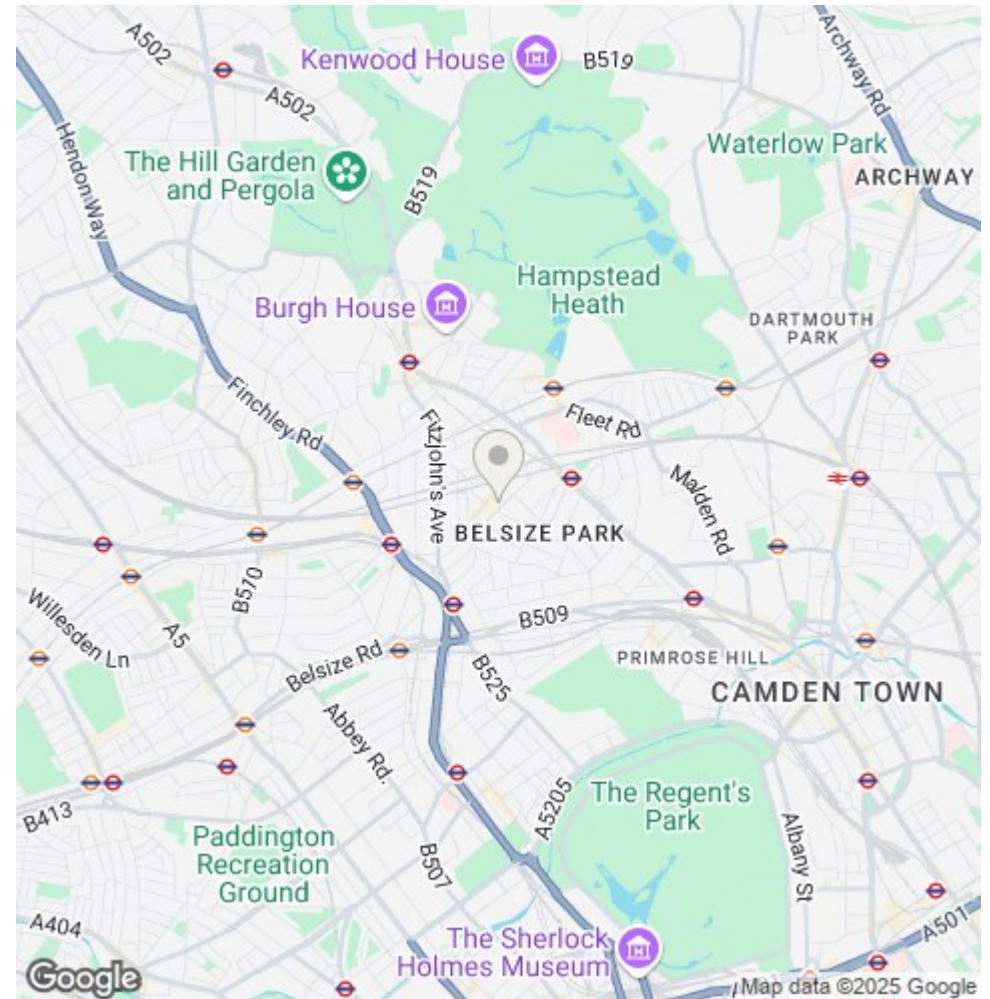 A502
Kenwood House
B519
Archway Rd
A502
Hendon Way
The Hill Garden
and Pergola
B519
Waterlow Park
ARCHWAY
Hampstead
Heath
Burgh House
DARTMOUTH
PARK
Finchley Rd
Fitzjohn's Ave
Fleet Rd
Malden Rd
BELSIZE PARK
B570
Willesden Ln
A5
B509
Belsize Rd
B525
PRIMROSE HILL
CAMDEN TOWN
Abbey Rd.
A5205
The Regent's
Park
Albany St
B413
Paddington
Recreation
Ground
B507
A404
The Sherlock
Holmes Museum
A501
Google
Map data ©2025 Google